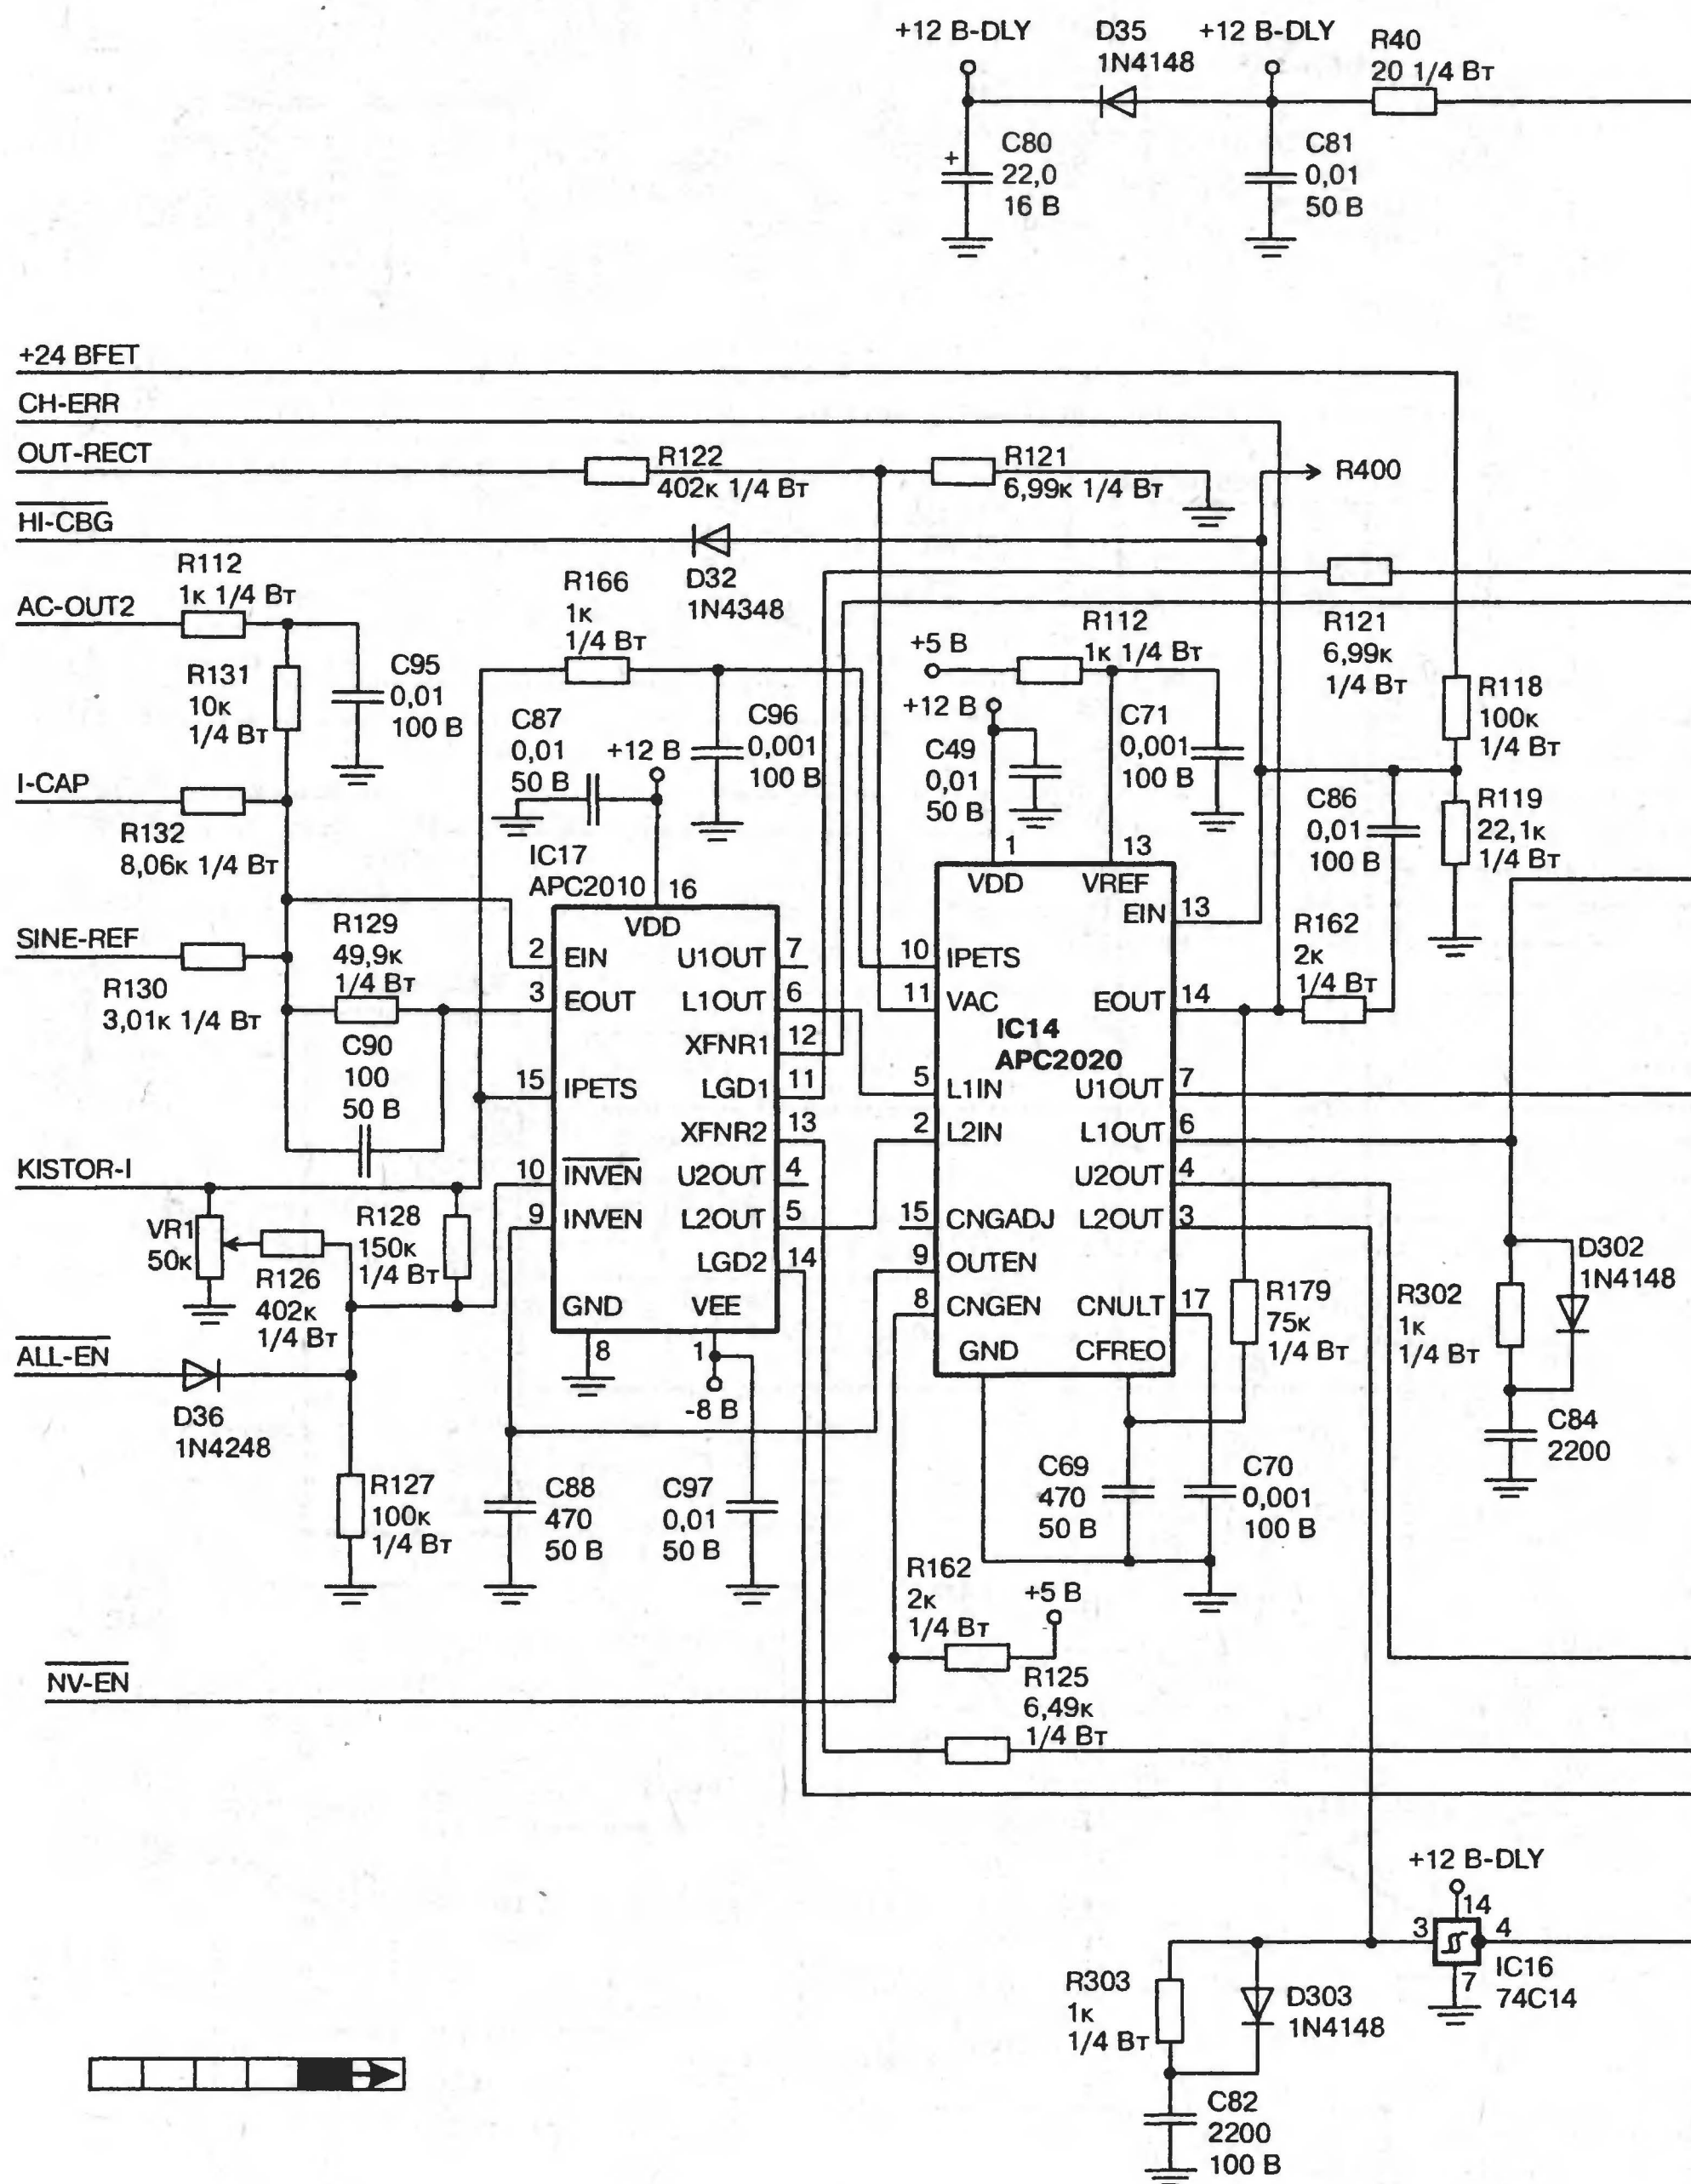 +12 В-DLY
D35
1N4148
+12 В-DLY
R40
20 1/4 Вт
+
C80
22,0
16 В
C81
0,01
50 В
+24 BFET
CH-ERR
OUT-RECT
R122
402к 1/4 Вт
R121
6,99к 1/4 Вт
R400
HI-CBG
D32
1N4348
R112
1к 1/4 Вт
AC-OUT2
R131
10к
1/4 Вт
C95
0,01
100 В
R166
1к
1/4 Вт
+5 В
R112
1к 1/4 Вт
R121
6,99к
1/4 Вт
R118
100к
1/4 Вт
C87
0,01
50 В
+12 В
C96
0,001
100 В
+12 В
C49
0,01
50 В
C71
0,001
100 В
I-CAP
R132
8,06к 1/4 Вт
C86
0,01
100 В
R119
22,1к
1/4 Вт
IC17
APC2010
16
VDD
1
13
VDD
VREF
EIN
13
SINE-REF
R130
3,01к 1/4 Вт
R129
49,9к
1/4 Вт
C90
100
50 В
2
EIN
U1OUT
7
3
EOUT
L1OUT
6
XFNR1
12
15
IPETS
LGD1
11
XFNR2
13
10
INVEN
U2OUT
4
9
INVEN
L2OUT
5
LGD2
14
GND
VEE
8
1
-8 В
10
IPETS
11
VAC
EOUT
14
IC14
APC2020
5
L1IN
U1OUT
7
2
L2IN
L1OUT
6
U2OUT
4
15
CNGADJ
L2OUT
3
9
OUTEN
8
CNGEN
CNULT
17
GND
CFREO
R162
2к
1/4 Вт
KISTOR-I
VR1
50к
R126
402к
1/4 Вт
R128
150к
1/4 Вт
ALL-EN
D36
1N4248
R127
100к
1/4 Вт
C88
470
50 В
C97
0,01
50 В
R179
75к
1/4 Вт
R302
1к
1/4 Вт
D302
1N4148
C84
2200
C69
470
50 В
C70
0,001
100 В
R162
2к
1/4 Вт
+5 В
NV-EN
R125
6,49к
1/4 Вт
+12 В-DLY
14
3
4
7
IC16
74C14
R303
1к
1/4 Вт
D303
1N4148
C82
2200
100 В